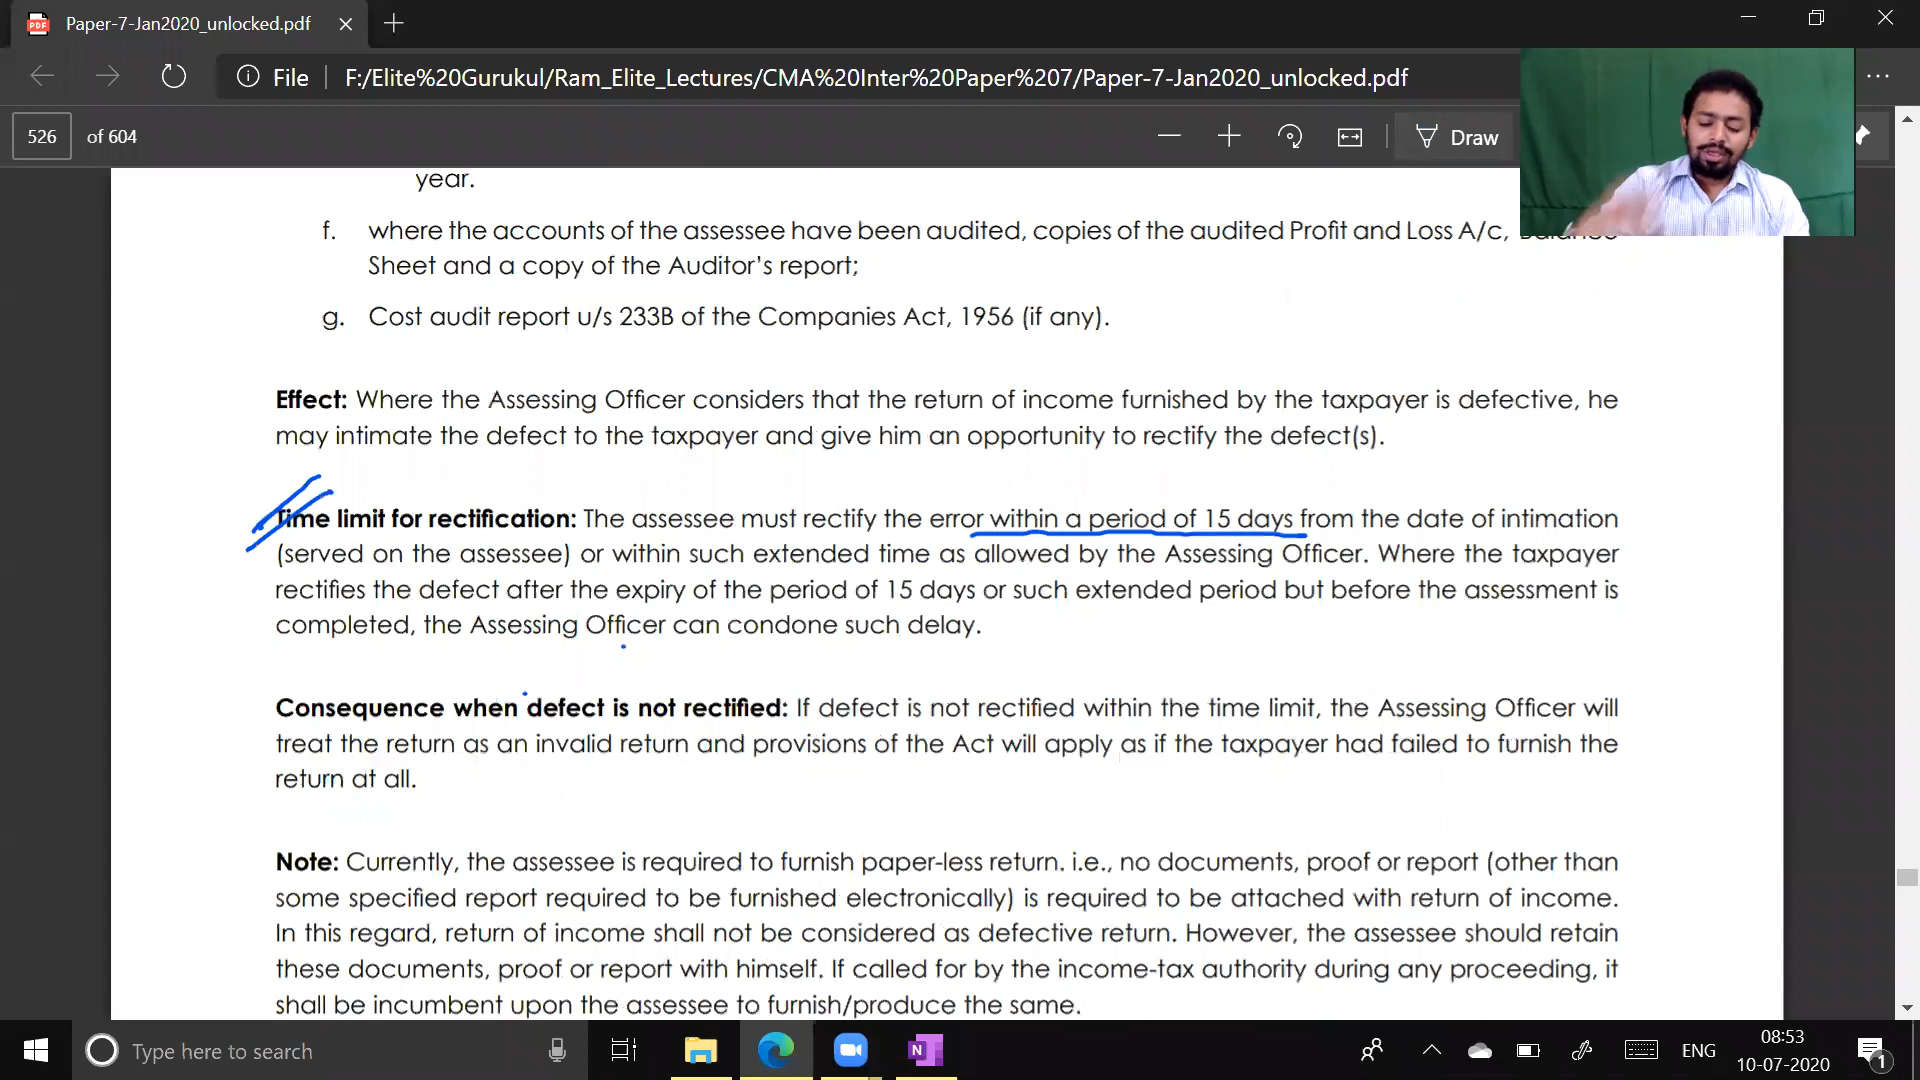 Paper-7-Jan2020_unlocked.pdf
File F:/Elite%20Gurukul/Ram_Elite_Lectures/CMA%20Inter%20Paper%207/Paper-7-Jan2020_unlocked.pdf
526 of 604 Draw
year.
f. where the accounts of the assessee have been audited, copies of the audited Profit and Loss A/c, Balance
Sheet and a copy of the Auditor's report;
g. Cost audit report u/s 233B of the Companies Act, 1956 (if any).
Effect: Where the Assessing Officer considers that the return of income furnished by the taxpayer is defective, he
may intimate the defect to the taxpayer and give him an opportunity to rectify the defect(s).
Time limit for rectification: The assessee must rectify the error within a period of 15 days from the date of intimation
(served on the assessee) or within such extended time as allowed by the Assessing Officer. Where the taxpayer
rectifies the defect after the expiry of the period of 15 days or such extended period but before the assessment is
completed, the Assessing Officer can condone such delay.
Consequence when defect is not rectified: If defect is not rectified within the time limit, the Assessing Officer will
treat the return as an invalid return and provisions of the Act will apply as if the taxpayer had failed to furnish the
return at all.
Note: Currently, the assessee is required to furnish paper-less return. i.e., no documents, proof or report (other than
some specified report required to be furnished electronically) is required to be attached with return of income.
In this regard, return of income shall not be considered as defective return. However, the assessee should retain
these documents, proof or report with himself. If called for by the income-tax authority during any proceeding, it
shall be incumbent upon the assessee to furnish/produce the same.
Type here to search
ENG
08:53
10-07-2020
1